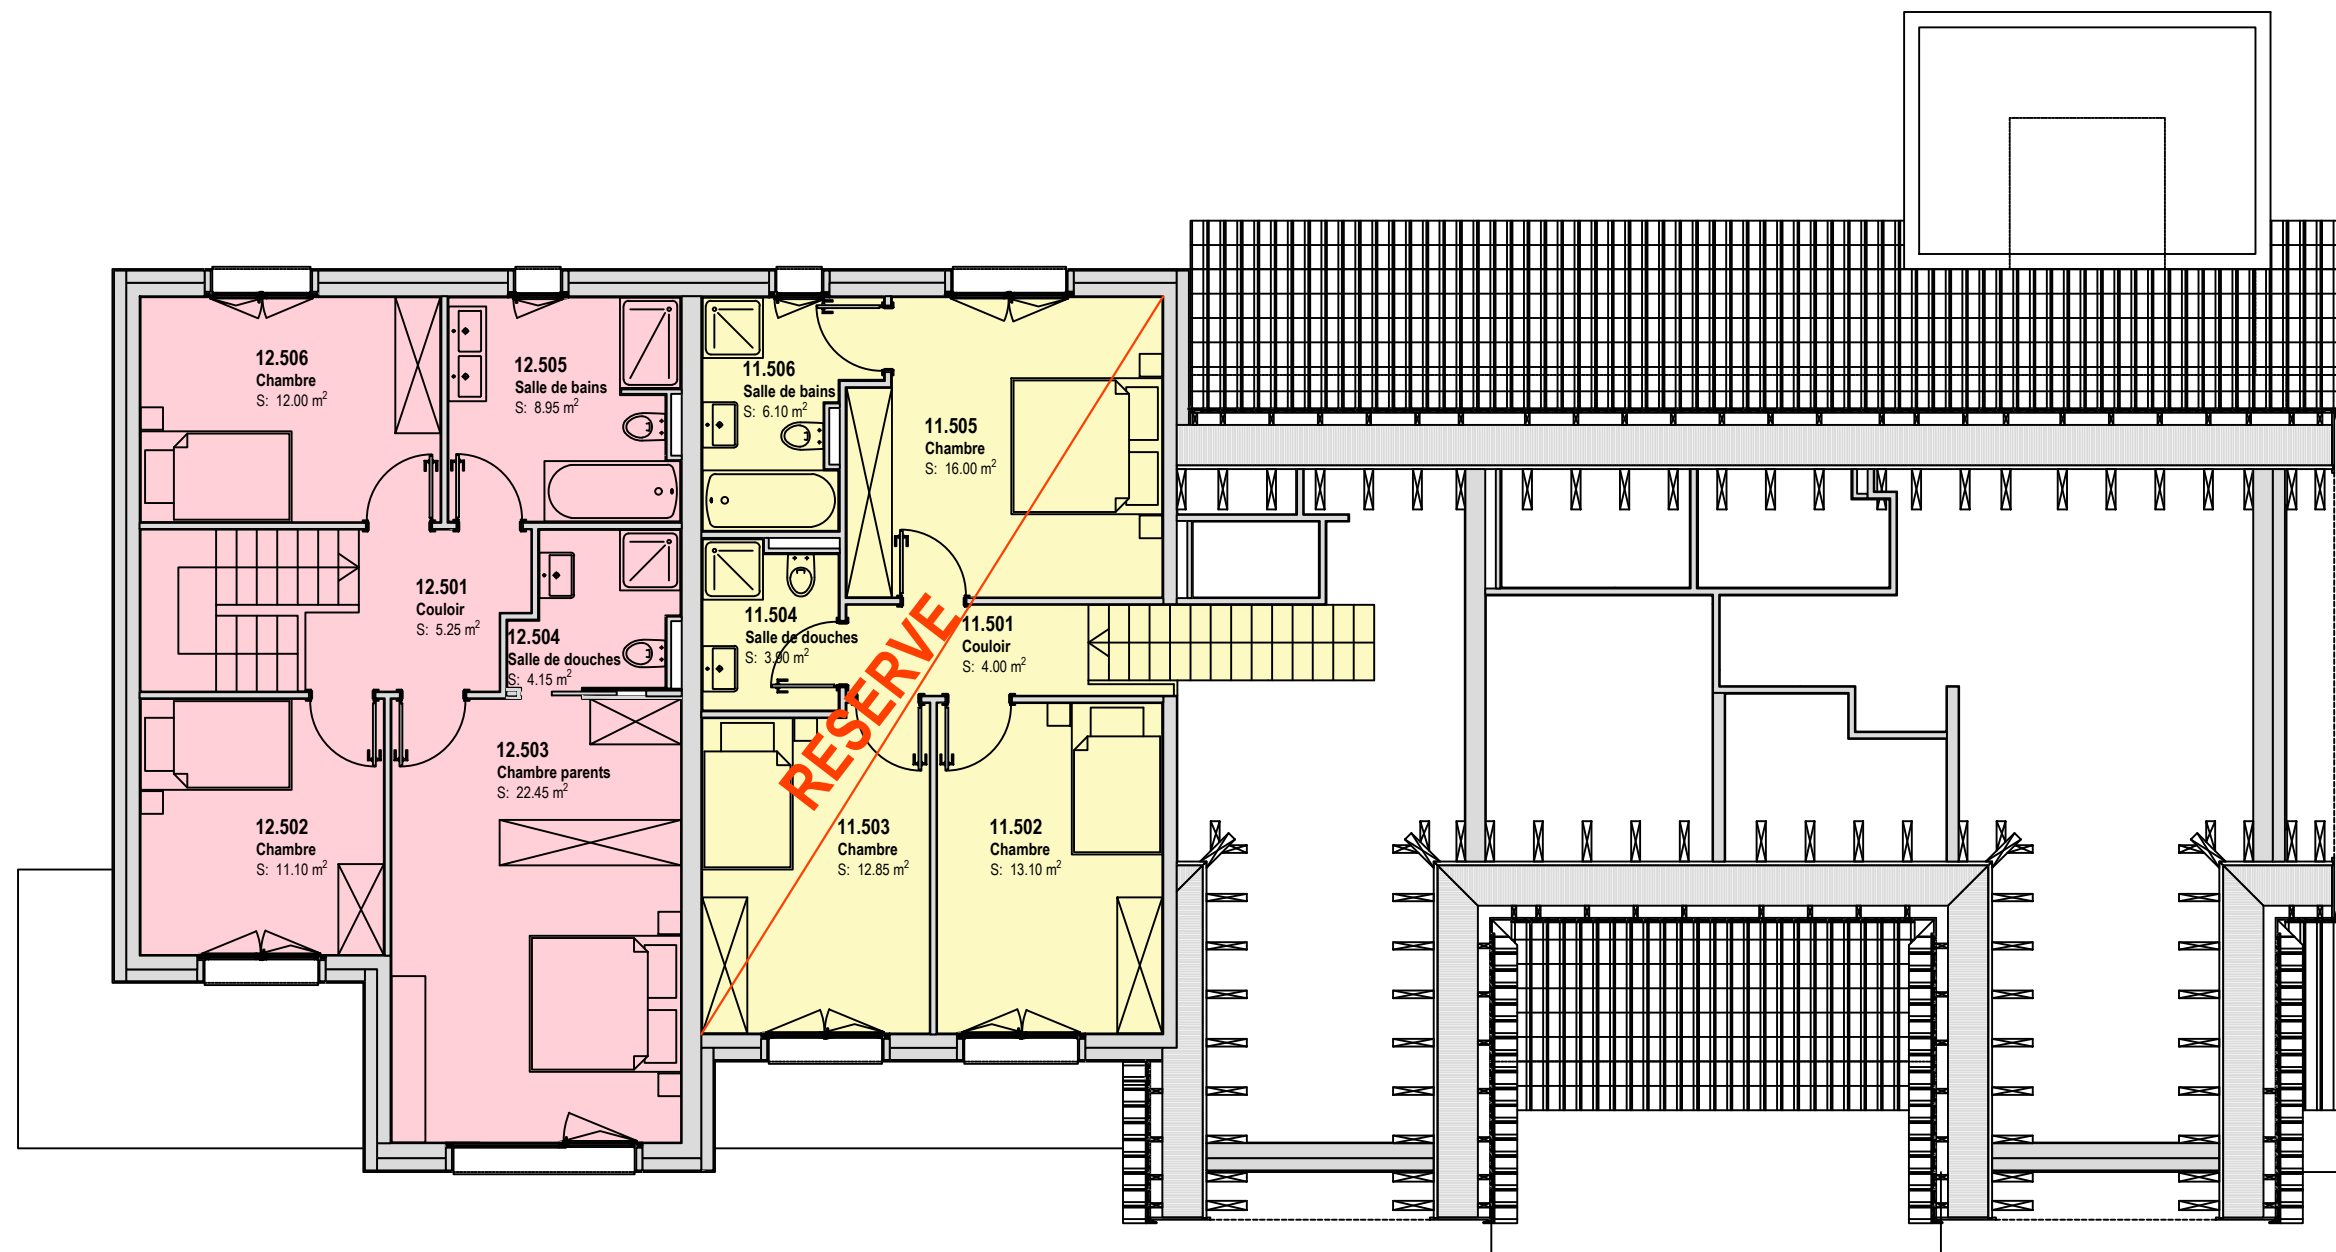 12.506
Chambre
S: 12.00 m²
12.505
Salle de bains
S: 8.95 m²
11.506
Salle de bains
S: 6.10 m²
11.505
Chambre
S: 16.00 m²
12.501
Couloir
S: 5.25 m²
12.504
Salle de douches
S: 4.15 m²
11.504
Salle de douches
S: 3.90 m²
11.501
Couloir
S: 4.00 m²
RESERVE
12.503
Chambre parents
S: 22.45 m²
12.502
Chambre
S: 11.10 m²
11.503
Chambre
S: 12.85 m²
11.502
Chambre
S: 13.10 m²